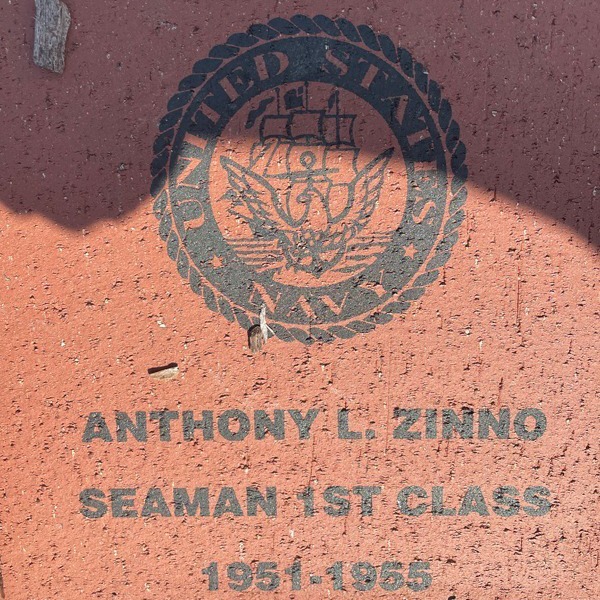 UNITED STATES
NAVY
ANTHONY L. ZINNO
SEAMAN 1ST CLASS
1951-1955